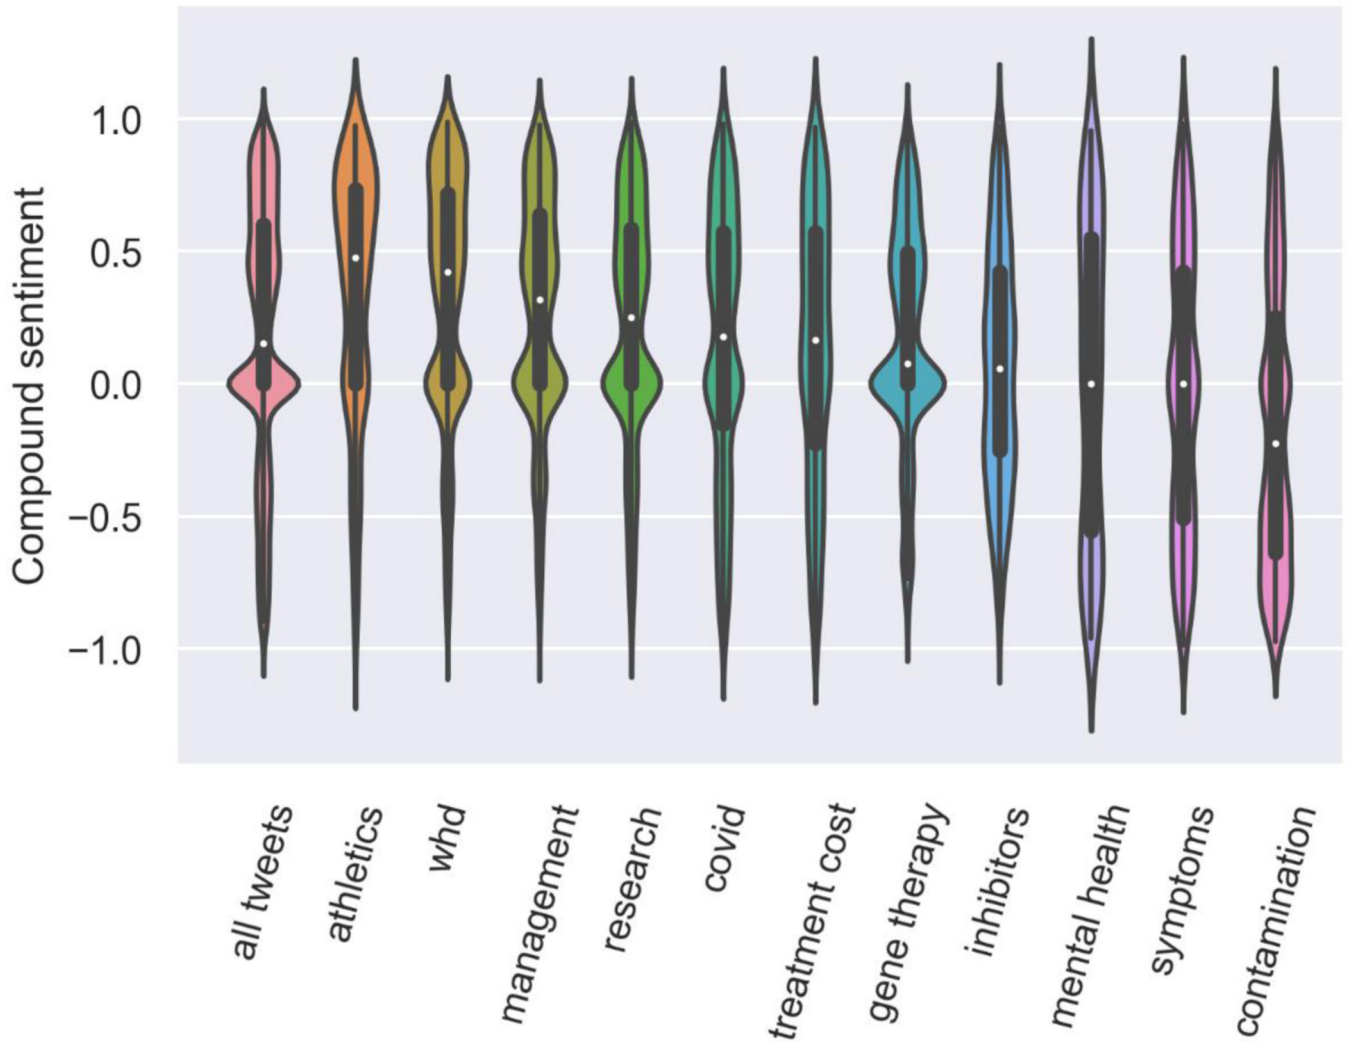 Compound sentiment
1.0
0.5
0.0
−0.5
−1.0
all tweets
athletics
whd
management
research
covid
treatment cost
gene therapy
inhibitors
mental health
symptoms
contamination